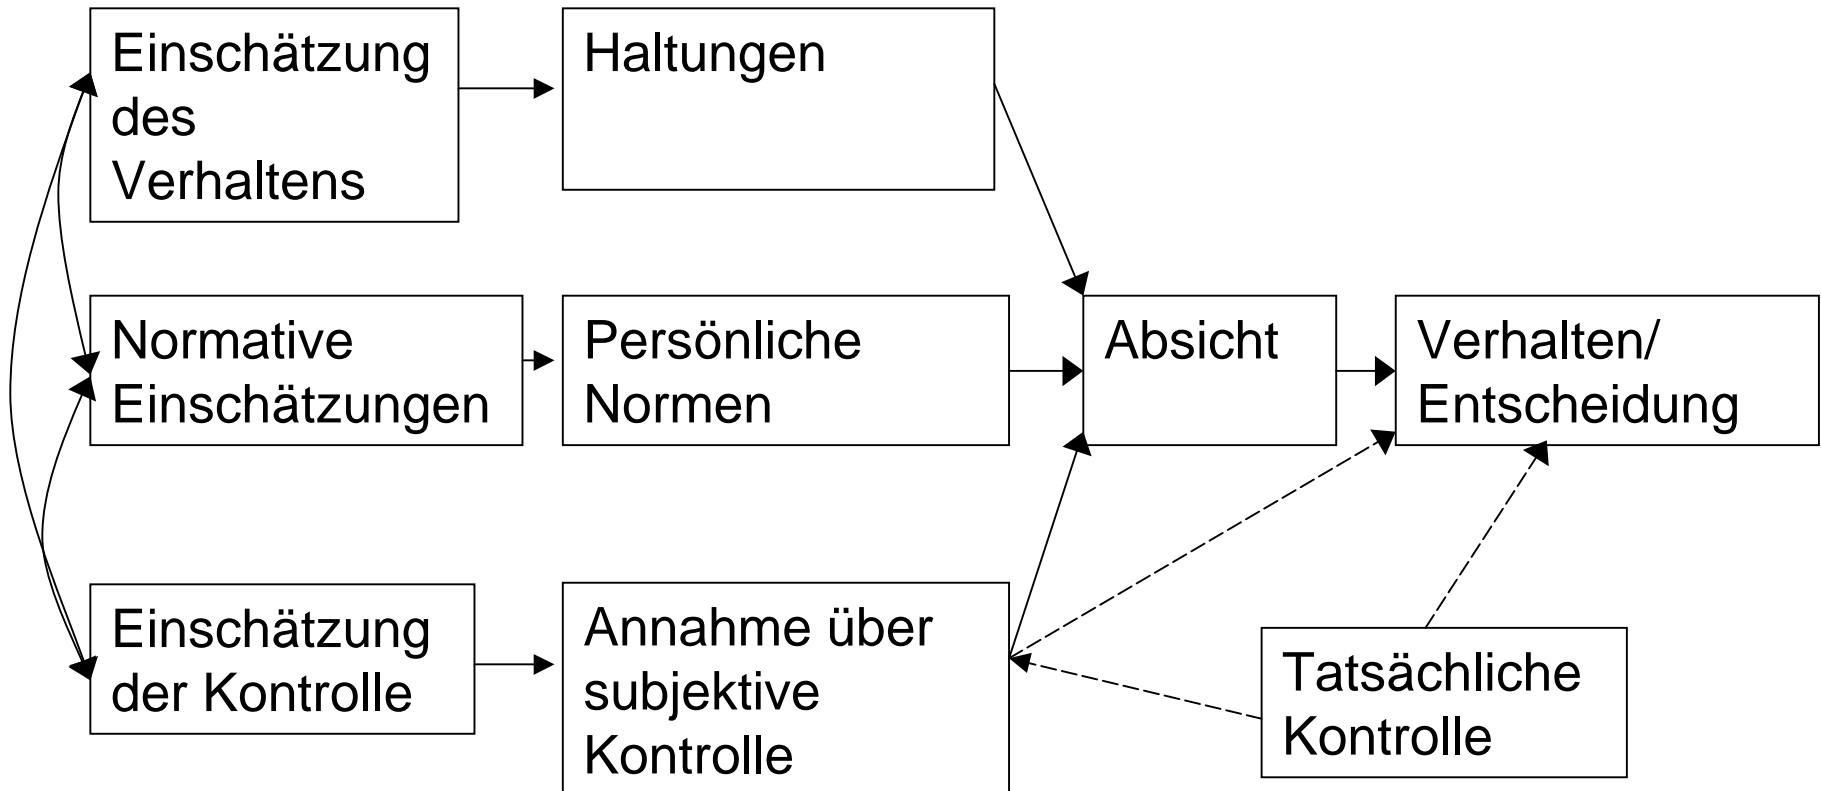 Einschätzung
des
Verhaltens
Haltungen
Normative
Einschätzungen
Persönliche
Normen
Absicht
Verhalten/
Entscheidung
Einschätzung
der Kontrolle
Annahme über
subjektive
Kontrolle
Tatsächliche
Kontrolle